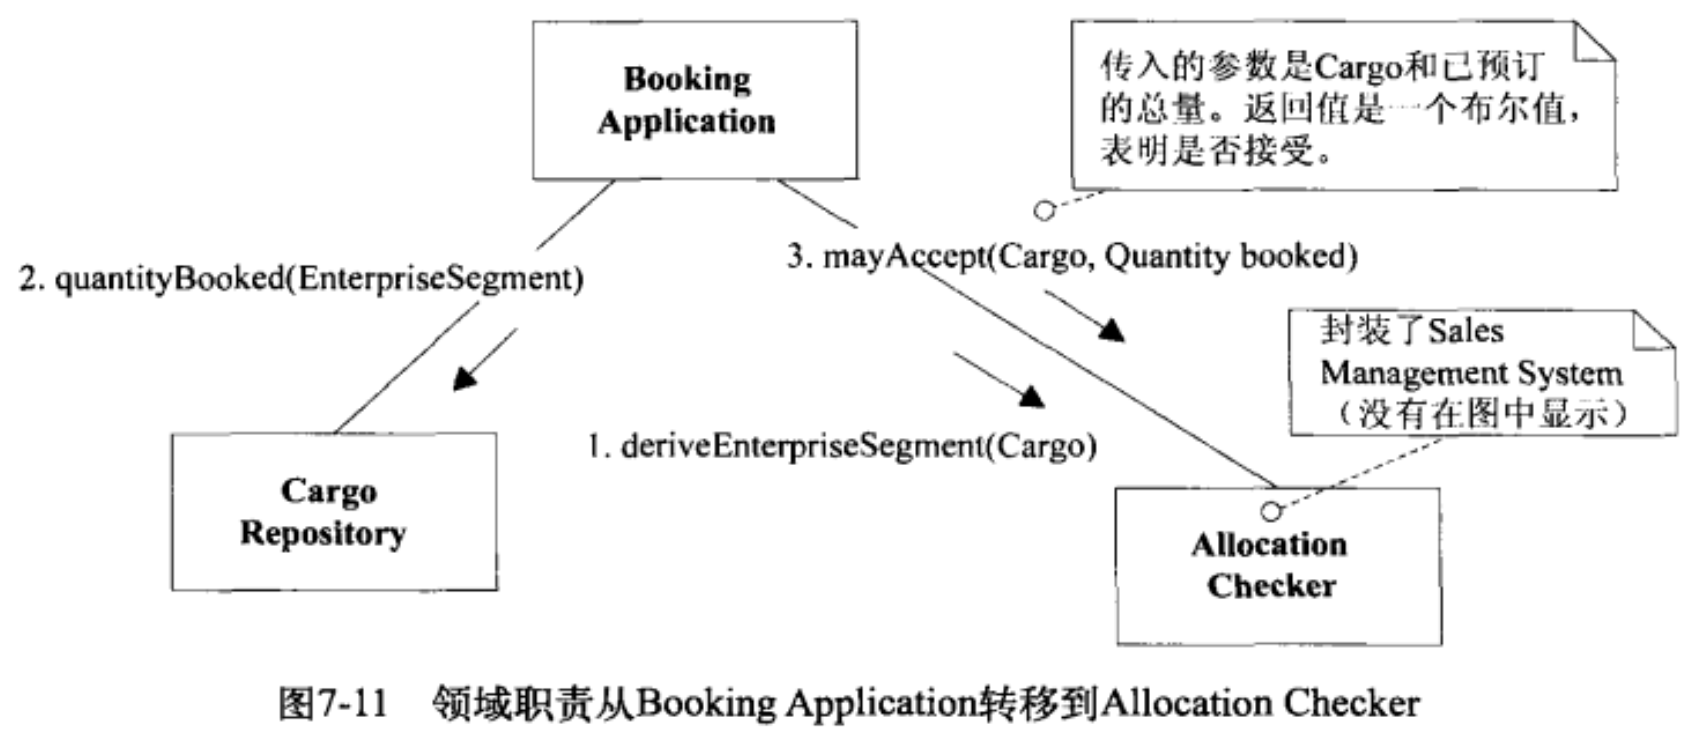 Booking
Application
传入的参数是Cargo和已预订
的总量。返回值是一个布尔值，
表明是否接受。
2. quantityBooked(EnterpriseSegment)
3. mayAccept(Cargo, Quantity booked)
封装了Sales
Management System
（没有在图中显示）
1. deriveEnterpriseSegment(Cargo)
Cargo
Repository
Allocation
Checker
图7-11 领域职责从Booking Application转移到Allocation Checker